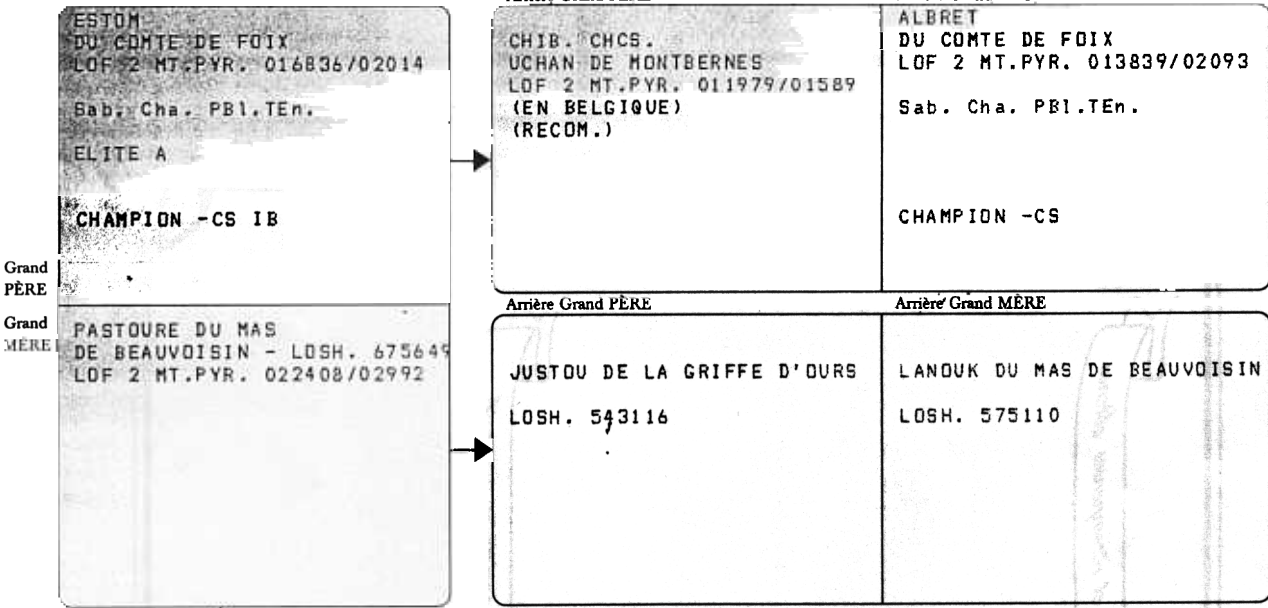 ESTOM
DU COMTE DE FOIX
LOF 2 MT.PYR. 016836/02014
Sab. Cha. PBl.TEn.
ELITE A
CHAMPION -CS IB
Grand
PÈRE
CHIB. CHCS.
UCHAN DE MONTBERNES
LOF 2 MT.PYR. 011979/01589
(EN BELGIQUE)
(RECOM.)
ALBRET
DU COMTE DE FOIX
LOF 2 MT.PYR. 013839/02093
Sab. Cha. PBl.TEn.
CHAMPION -CS
Grand
MÈRE
PASTOURE DU MAS
DE BEAUVOISIN - LOSH. 675649
LOF 2 MT.PYR. 022408/02992
Arrière Grand PÈRE
JUSTOU DE LA GRIFFE D'OURS
LOSH. 543116
Arrière Grand MÈRE
LANOUK DU MAS DE BEAUVOISIN
LOSH. 575110